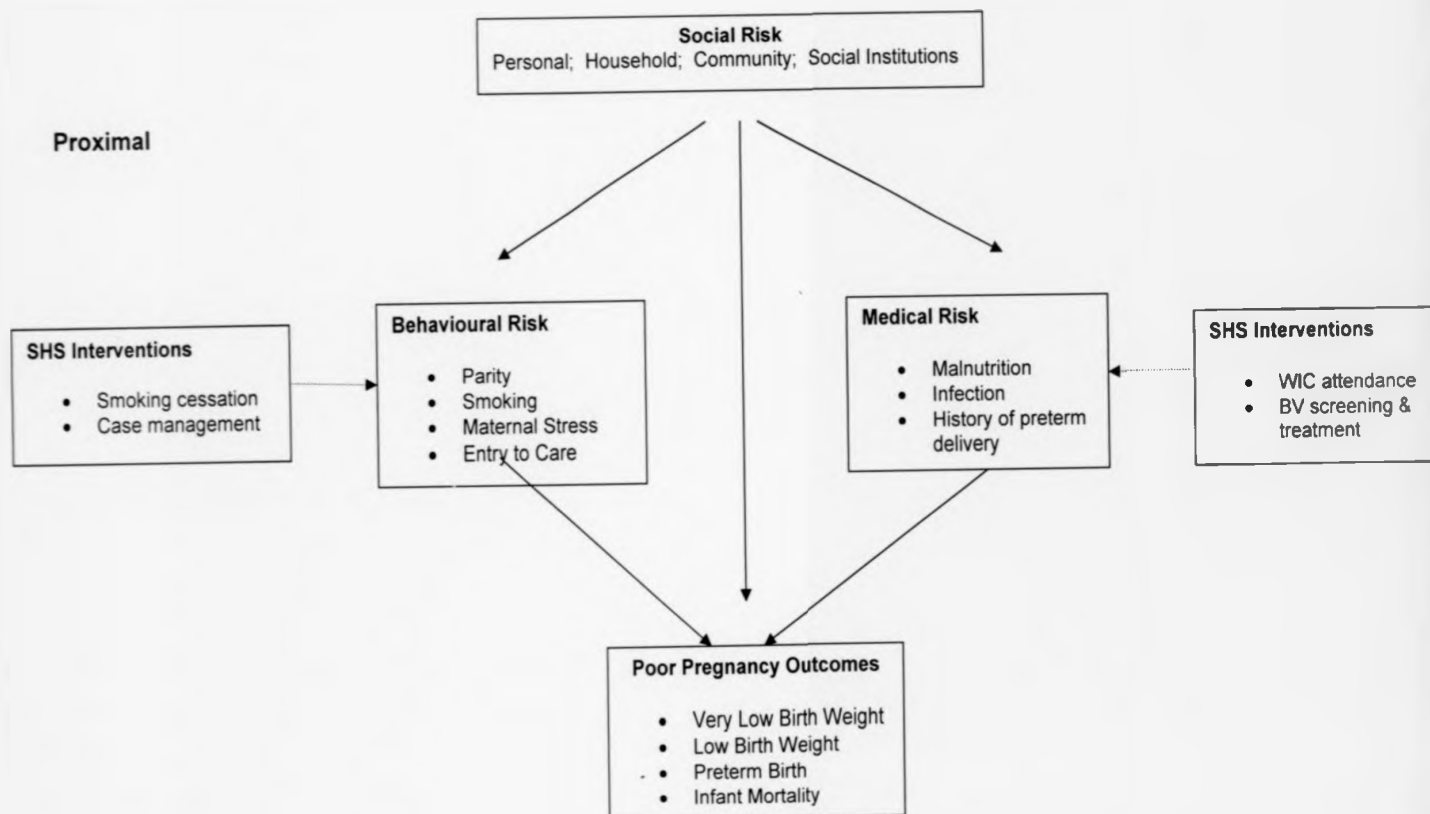 Social Risk
Personal; Household; Community; Social Institutions
Proximal
SHS Interventions
• Smoking cessation
• Case management
Behavioural Risk
• Parity
• Smoking
• Maternal Stress
• Entry to Care
Medical Risk
• Malnutrition
• Infection
• History of preterm
delivery
SHS Interventions
• WIC attendance
• BV screening &
treatment
Poor Pregnancy Outcomes
• Very Low Birth Weight
• Low Birth Weight
• Preterm Birth
• Infant Mortality